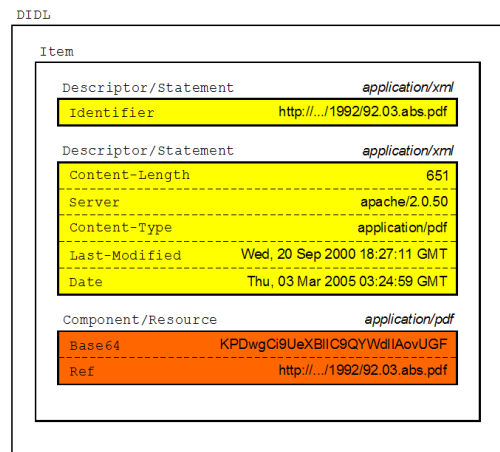 DIDL
Item
Descriptor/Statement application/xml
Identifier http://.../1992/92.03.abs.pdf
Descriptor/Statement application/xml
Content-Length 651
Server apache/2.0.50
Content-Type application/pdf
Last-Modified Wed, 20 Sep 2000 18:27:11 GMT
Date Thu, 03 Mar 2005 03:24:59 GMT
Component/Resource application/pdf
Base64 KPDwgCi9UeXBlIC9QYWdlIAovUGF
Ref http://.../1992/92.03.abs.pdf